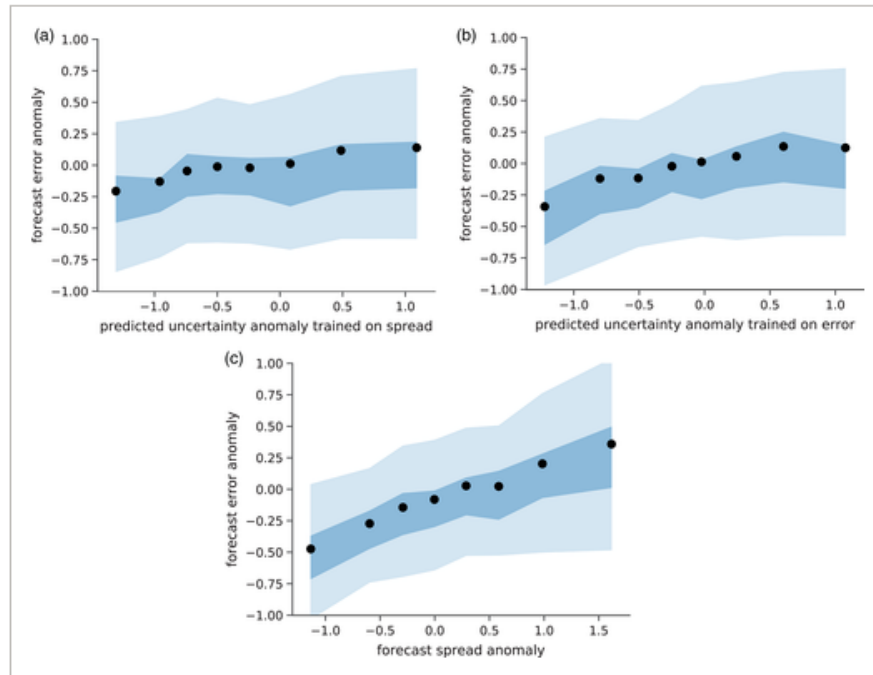 (a)
1.00
0.75
0.50
0.25
0.00
−0.25
−0.50
−0.75
−1.00
forecast error anomaly
−1.0 −0.5 0.0 0.5 1.0
predicted uncertainty anomaly trained on spread
(b)
1.00
0.75
0.50
0.25
0.00
−0.25
−0.50
−0.75
−1.00
forecast error anomaly
−1.0 −0.5 0.0 0.5 1.0
predicted uncertainty anomaly trained on error
(c)
1.00
0.75
0.50
0.25
0.00
−0.25
−0.50
−0.75
−1.00
forecast error anomaly
−1.0 −0.5 0.0 0.5 1.0 1.5
forecast spread anomaly